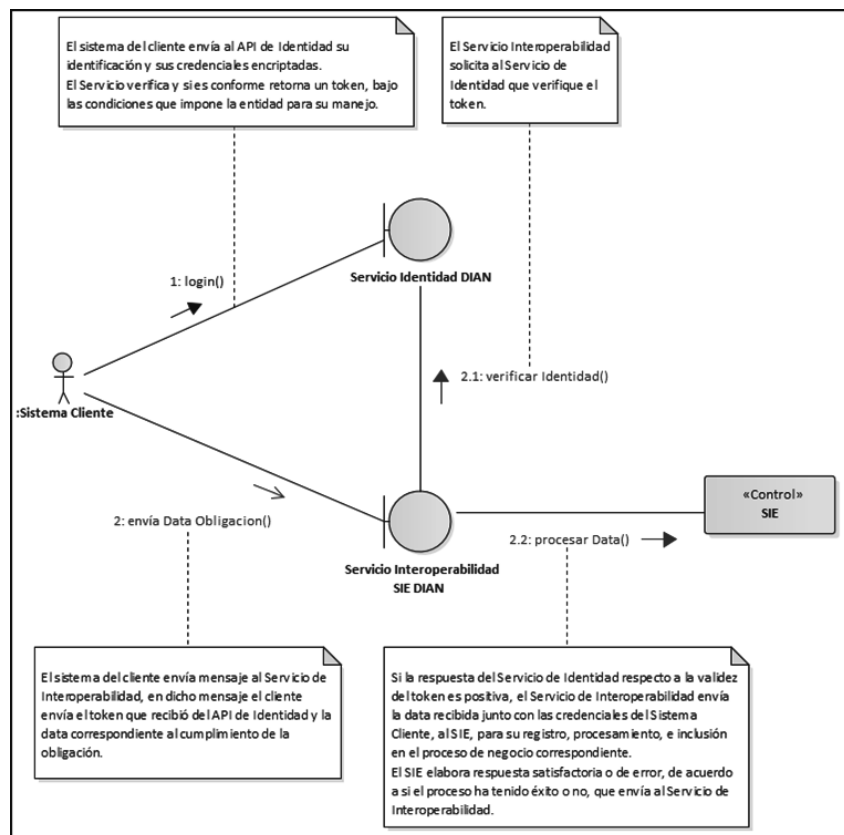 El sistema del cliente envía al API de Identidad su
identificación y sus credenciales encriptadas.
El Servicio verifica y si es conforme retorna un token, bajo
las condiciones que impone la entidad para su manejo.
El Servicio Interoperabilidad
solicita al Servicio de
Identidad que verifique el
token.
Servicio Identidad DIAN
1: login()
2.1: verificar Identidad()
:Sistema Cliente
«Control»
SIE
2: envía Data Obligacion()
2.2: procesar Data()
Servicio Interoperabilidad
SIE DIAN
El sistema del cliente envía mensaje al Servicio de
Interoperabilidad, en dicho mensaje el cliente
envía el token que recibió del API de Identidad y la
data correspondiente al cumplimiento de la
obligación.
Si la respuesta del Servicio de Identidad respecto a la validez
del token es positiva, el Servicio de Interoperabilidad envía
la data recibida junto con las credenciales del Sistema
Cliente, al SIE, para su registro, procesamiento, e inclusión
en el proceso de negocio correspondiente.
El SIE elabora respuesta satisfactoria o de error, de acuerdo
a si el proceso ha tenido éxito o no, que envía al Servicio de
Interoperabilidad.